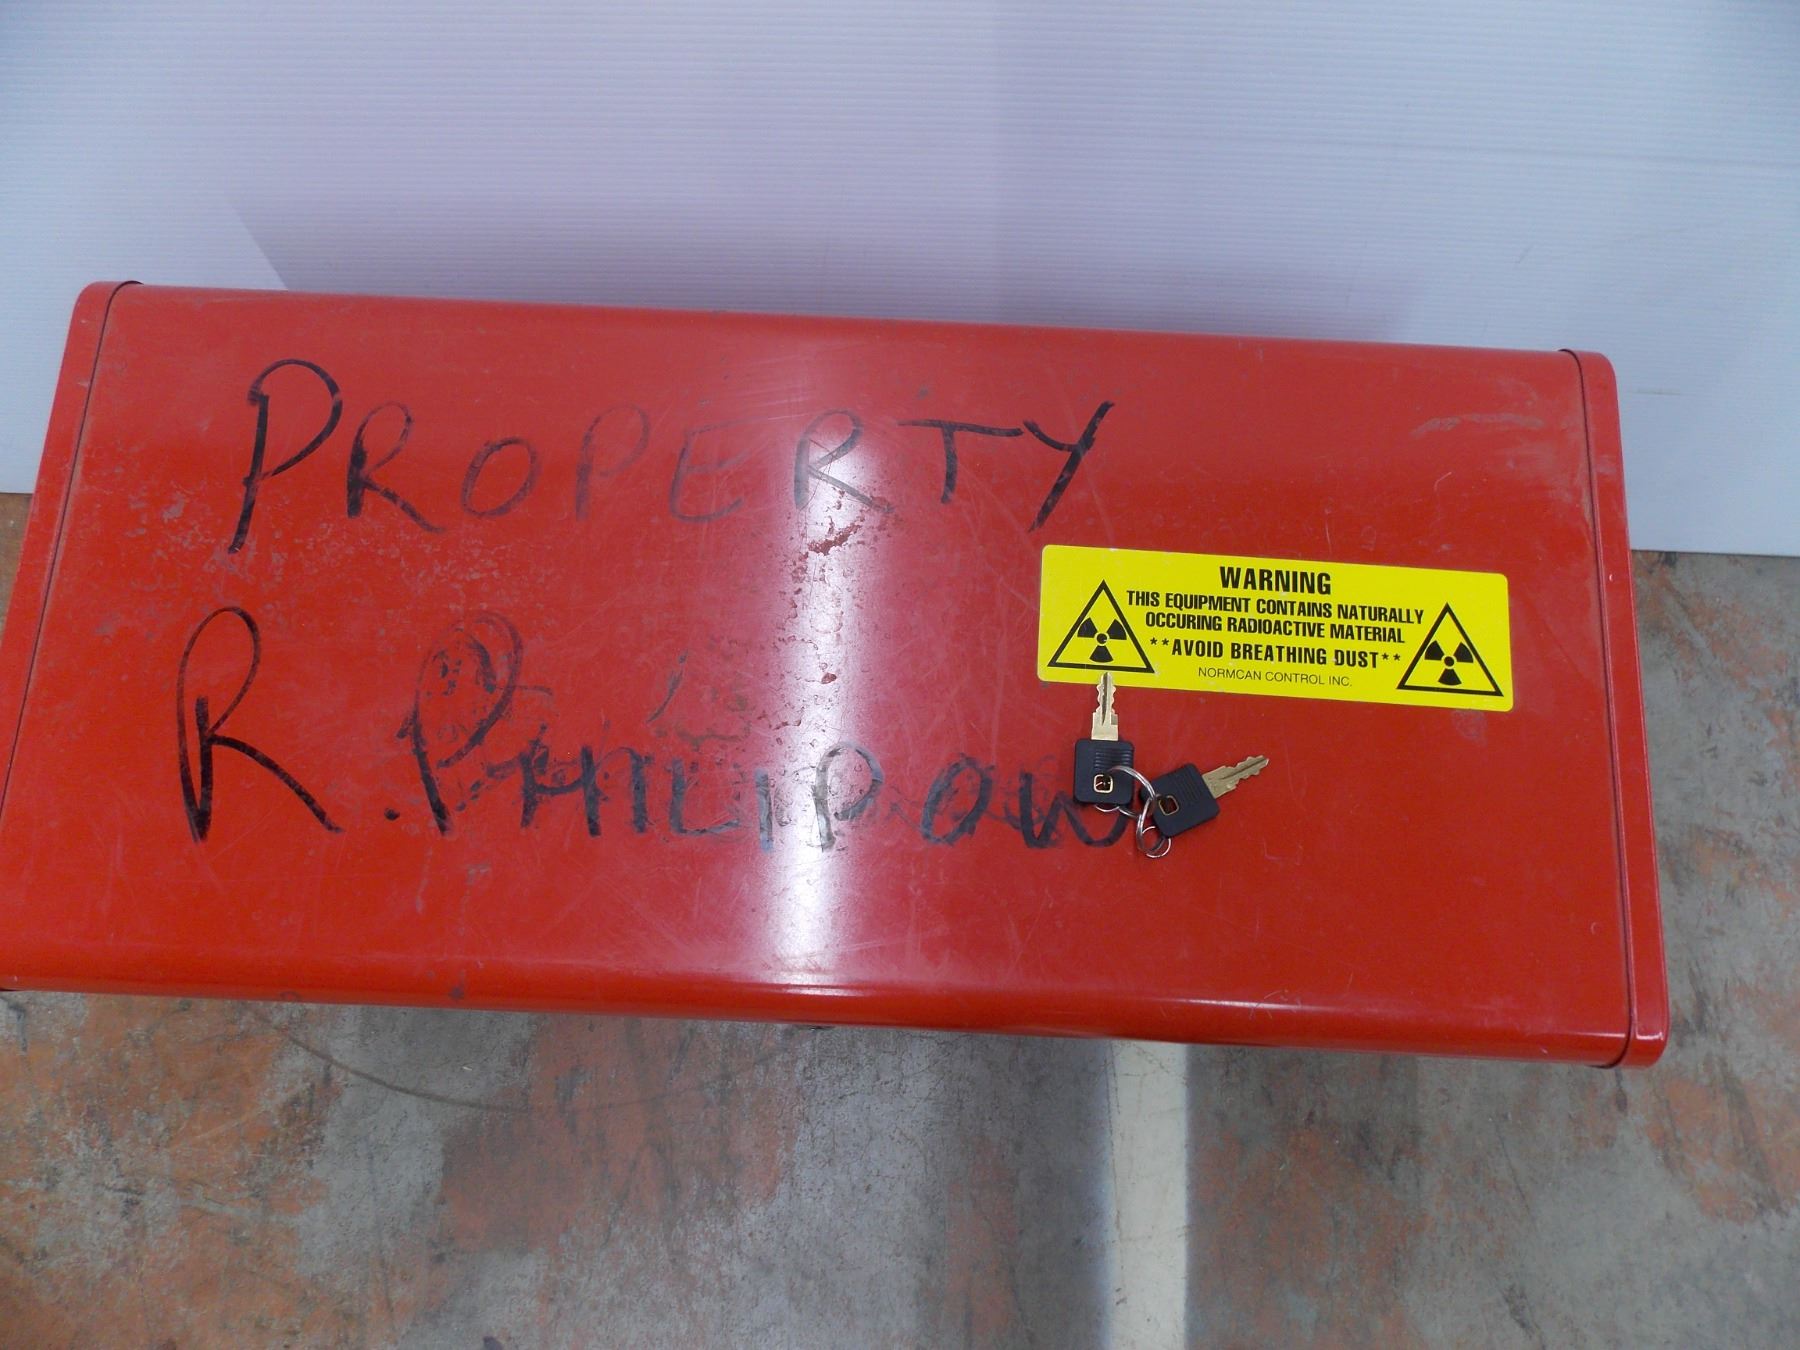 PROPERTY
R. PHILIPOW
WARNING
THIS EQUIPMENT CONTAINS NATURALLY
OCCURING RADIOACTIVE MATERIAL
**AVOID BREATHING DUST**
NORMCAN CONTROL INC.